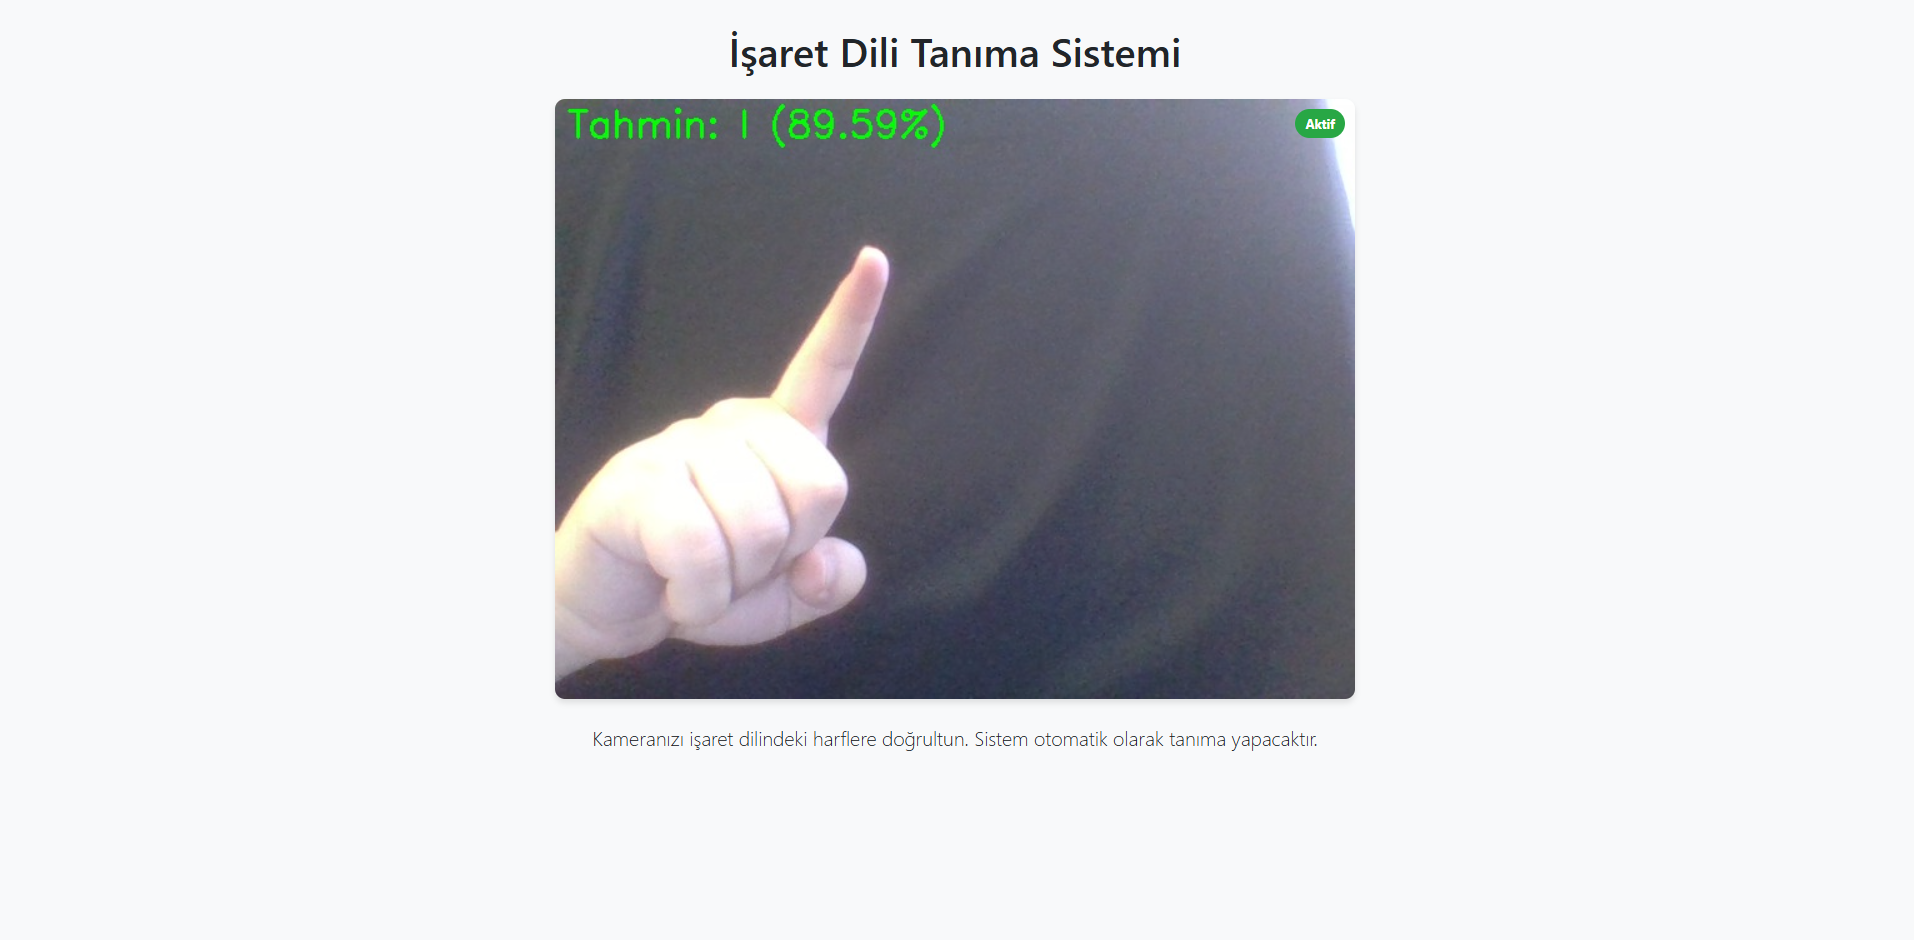 İşaret Dili Tanıma Sistemi
Tahmin: I (89.59%)
Aktif
Kameranızı işaret dilindeki harflere doğrultun. Sistem otomatik olarak tanıma yapacaktır.